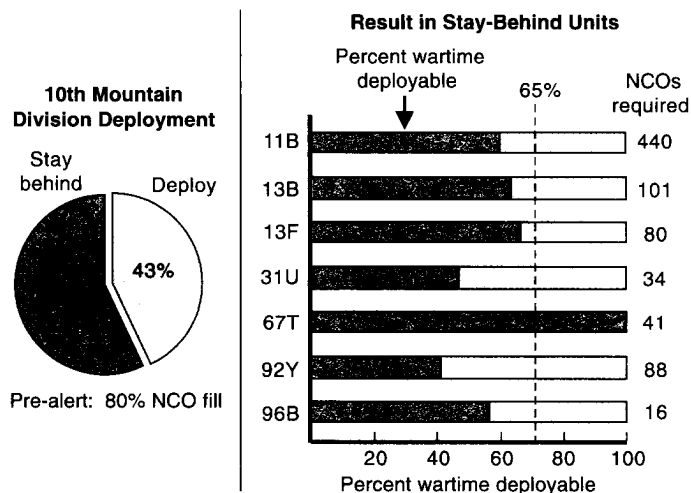 10th Mountain
Division Deployment
Stay
behind
Deploy
43%
Pre-alert: 80% NCO fill
Result in Stay-Behind Units
Percent wartime
deployable
65%
NCOs
required
11B 440
13B 101
13F 80
31U 34
67T 41
92Y 88
96B 16
20 40 60 80 100
Percent wartime deployable